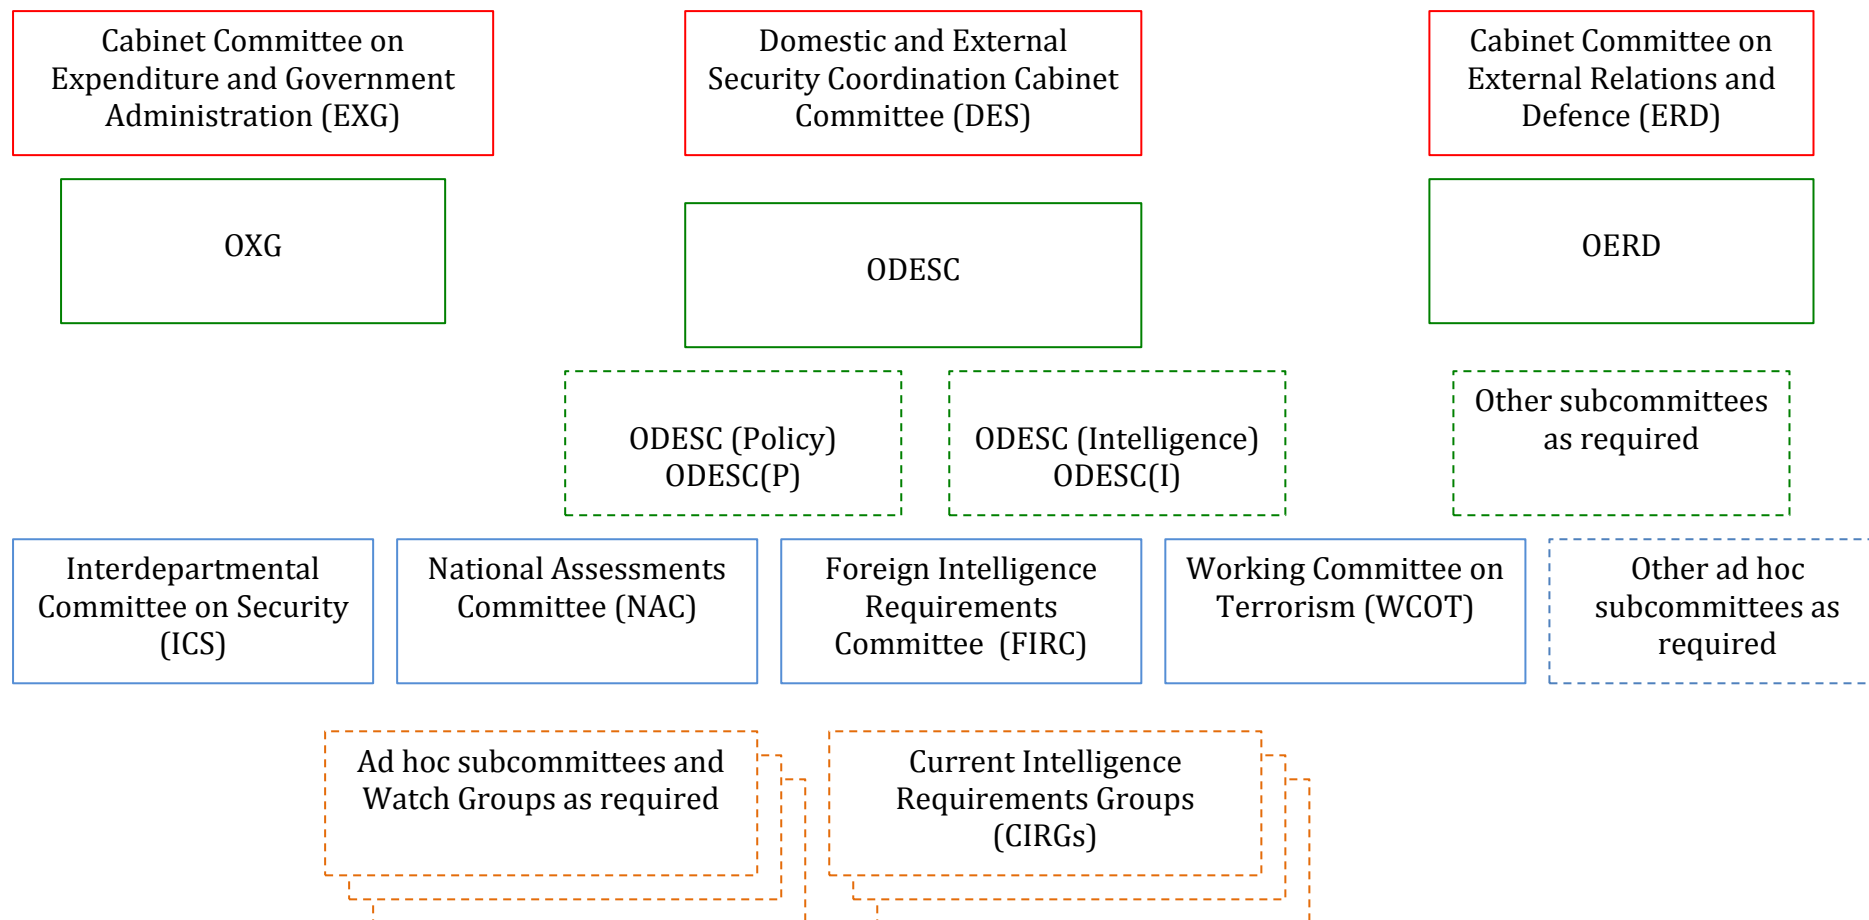 Cabinet Committee on
Expenditure and Government
Administration (EXG)
Domestic and External
Security Coordination Cabinet
Committee (DES)
Cabinet Committee on
External Relations and
Defence (ERD)
OXG
ODESC
OERD
ODESC (Policy)
ODESC(P)
ODESC (Intelligence)
ODESC(I)
Other subcommittees
as required
Interdepartmental
Committee on Security
(ICS)
National Assessments
Committee (NAC)
Foreign Intelligence
Requirements
Committee  (FIRC)
Working Committee on
Terrorism (WCOT)
Other ad hoc
subcommittees as
required
Ad hoc subcommittees and
Watch Groups as required
Current Intelligence
Requirements Groups
(CIRGs)